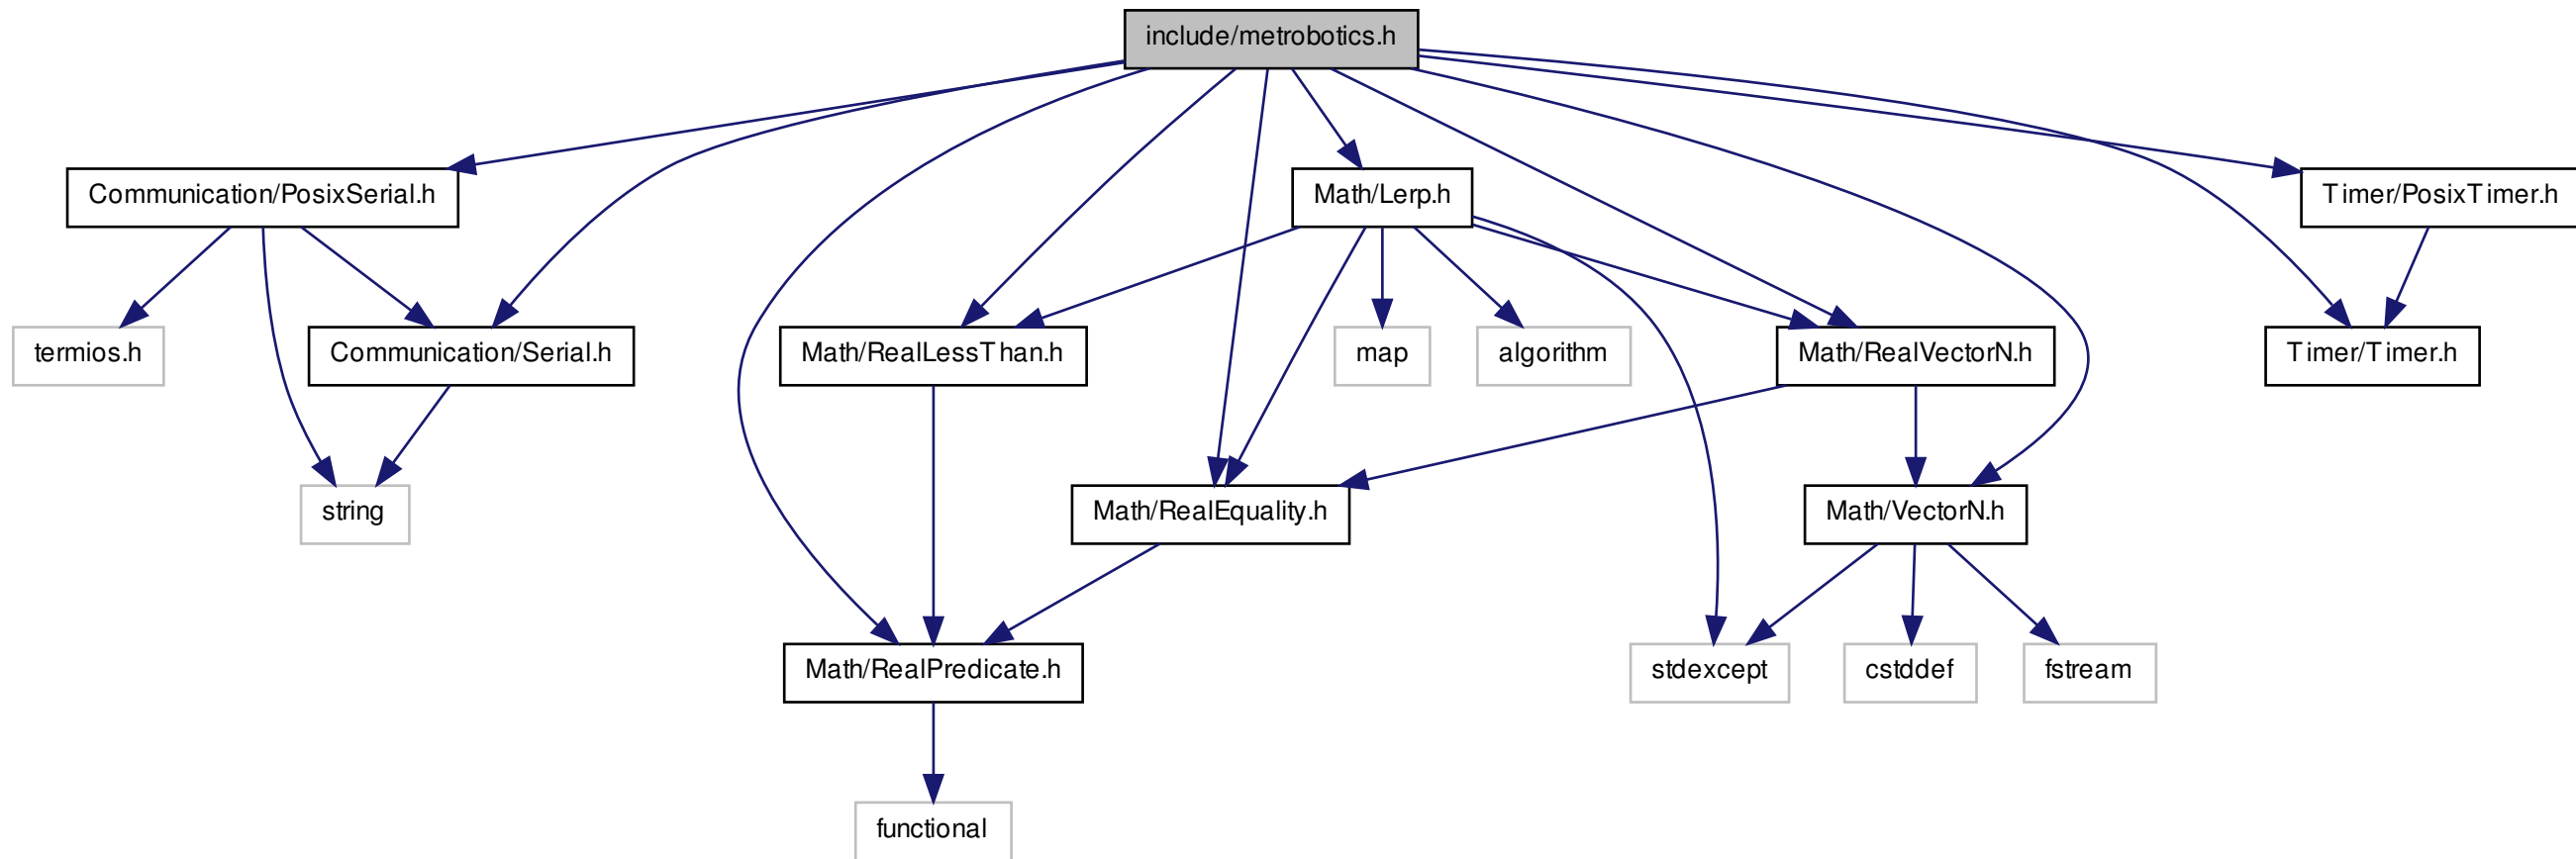 include/metrobotics.h
Communication/PosixSerial.h
Math/Lerp.h
Timer/PosixTimer.h
termios.h
Communication/Serial.h
Math/RealLessThan.h
map
algorithm
Math/RealVectorN.h
Timer/Timer.h
string
Math/RealEquality.h
Math/VectorN.h
Math/RealPredicate.h
stdexcept
cstddef
fstream
functional